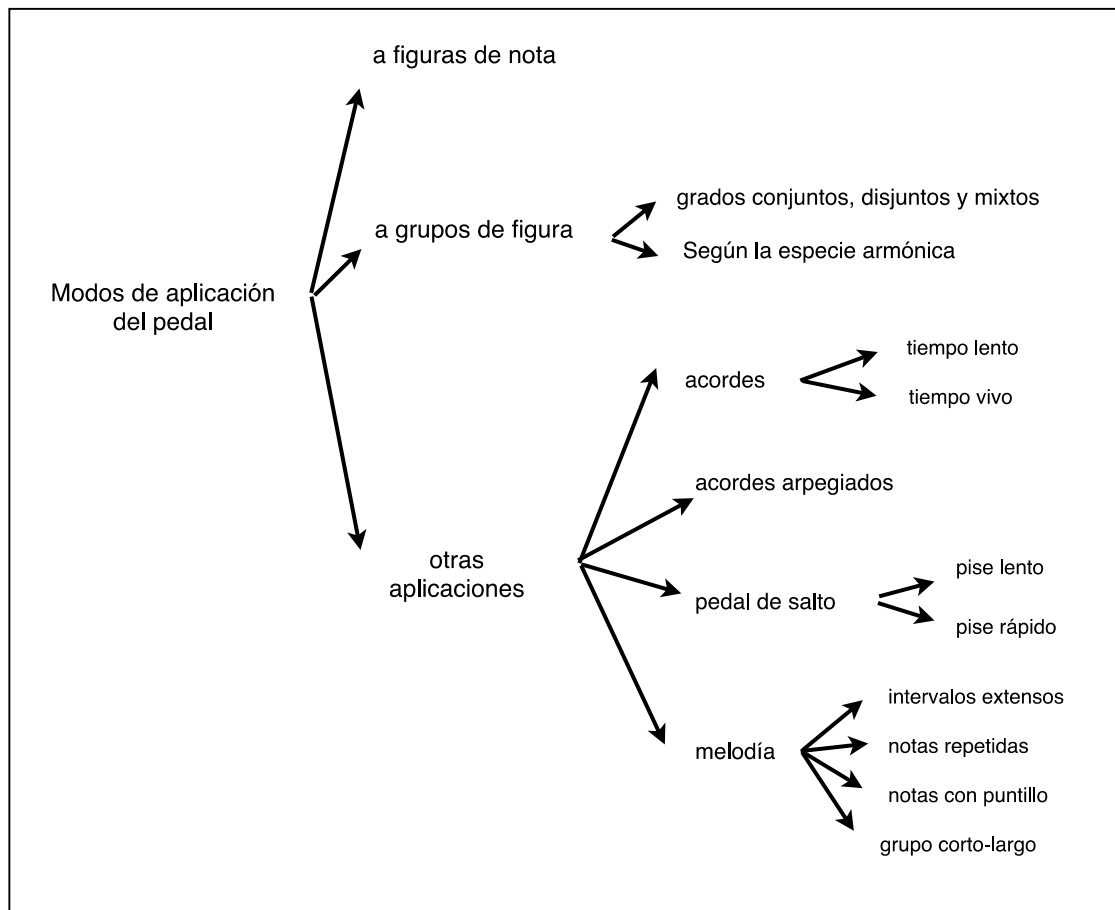 a figuras de nota
a grupos de figura
grados conjuntos, disjuntos y mixtos
Según la especie armónica
Modos de aplicación
del pedal
otras
aplicaciones
acordes
tiempo lento
tiempo vivo
acordes arpegiados
pedal de salto
pise lento
pise rápido
melodía
intervalos extensos
notas repetidas
notas con puntillo
grupo corto-largo